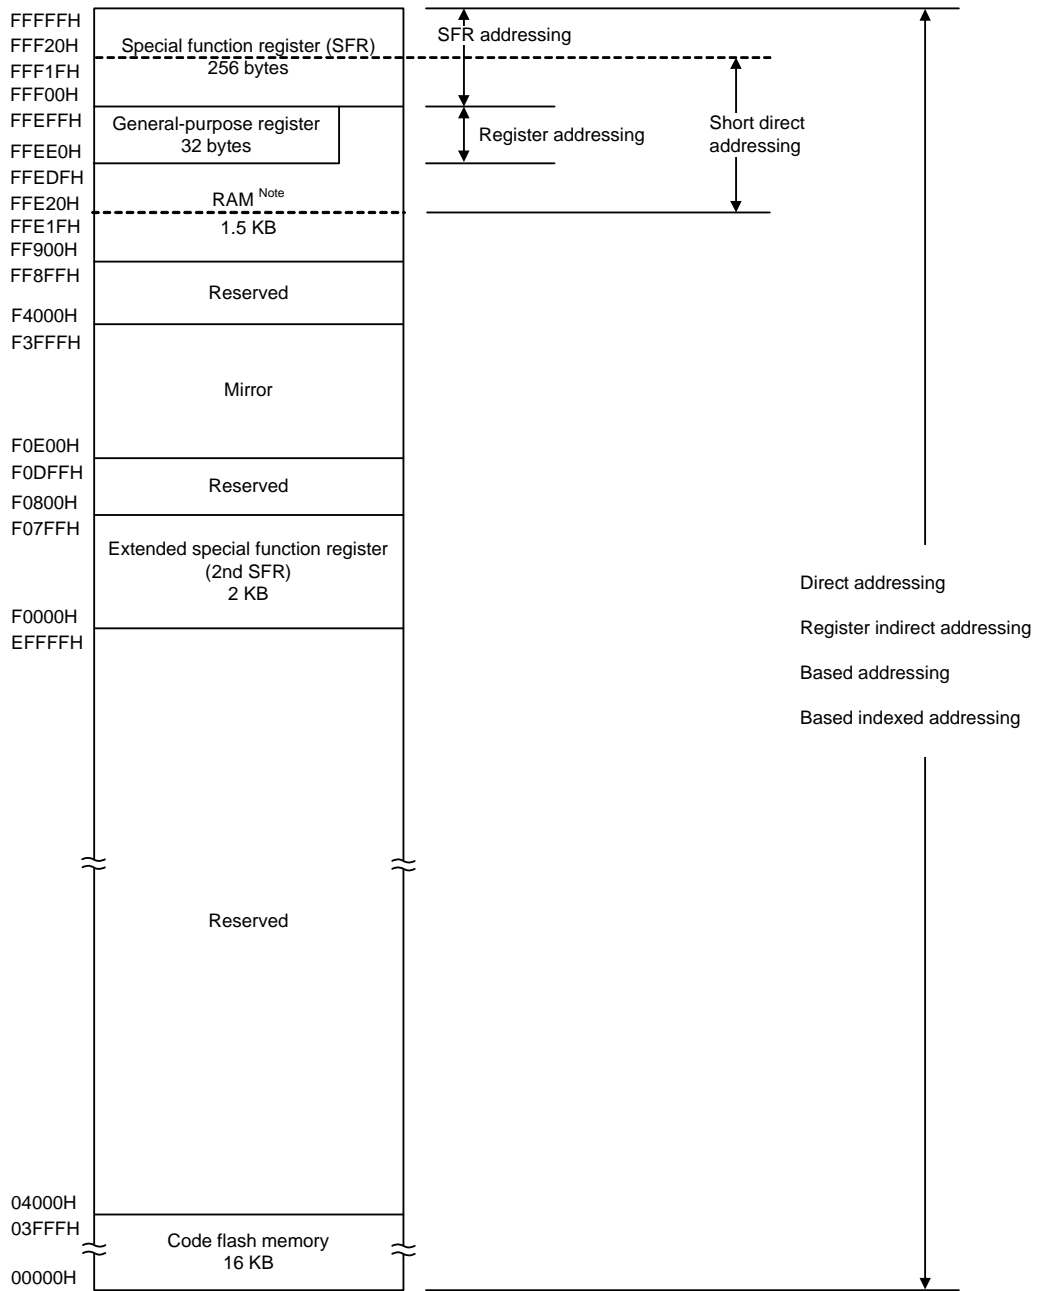 FFFFFH
SFR addressing
FFF20H
Special function register (SFR)
256 bytes
FFF1FH
FFF00H
FFEFFH
General-purpose register
32 bytes
Register addressing
Short direct
addressing
FFEE0H
FFEDFH
FFE20H
RAM Note
1.5 KB
FFE1FH
FF900H
FF8FFH
Reserved
F4000H
F3FFFH
Mirror
F0E00H
F0DFFH
Reserved
F0800H
F07FFH
Extended special function register
(2nd SFR)
2 KB
F0000H
EFFFFH
Direct addressing
Register indirect addressing
Based addressing
Based indexed addressing
Reserved
04000H
03FFFH
Code flash memory
16 KB
00000H